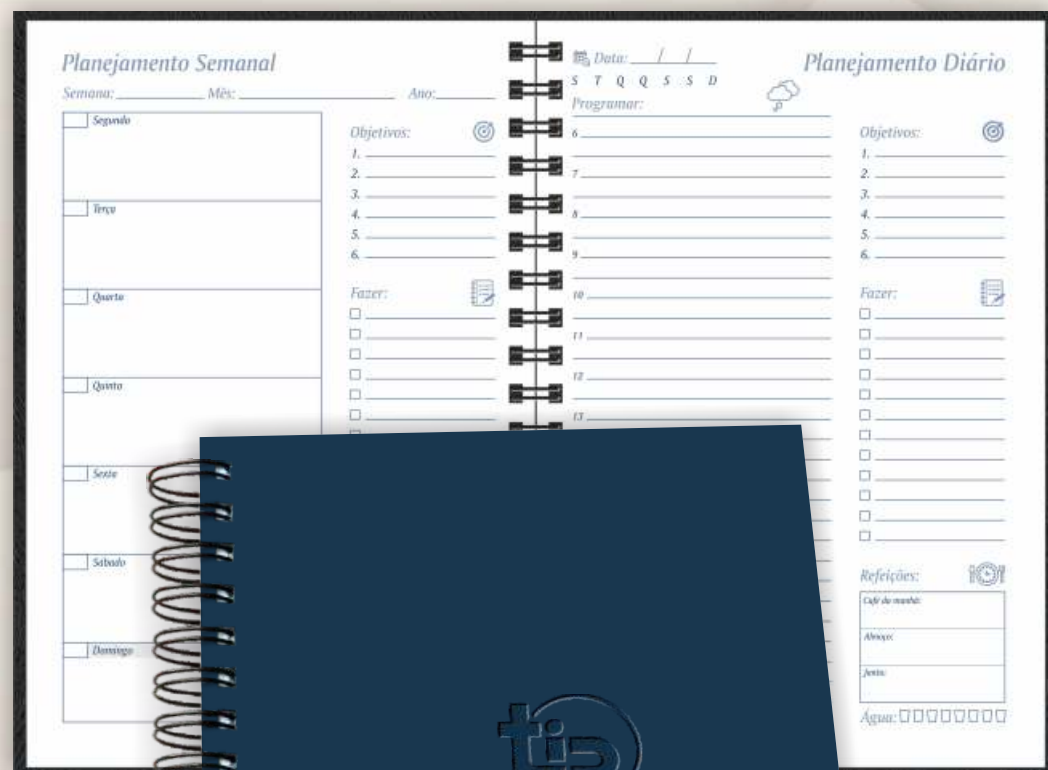 Planejamento Semanal
Semana: Mês: Ano:
Segunda
Terça
Quarta
Quinta
Sexta
Sábado
Domingo
Objetivos:
1.
2.
3.
4.
5.
6.
Fazer:
Data: / /
S T Q Q S S D
Programar:
6
7
8
9
10
11
12
13
Planejamento Diário
Objetivos:
1.
2.
3.
4.
5.
6.
Fazer:
Refeições:
Café da manhã:
Almoço:
Janta:
Água: